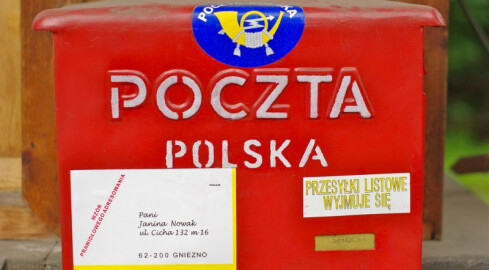 POCZTA
POLSKA
WZÓR
PRAWIDŁOWEGO ADRESOWANIA
Pani
Janina Nowak
ul. Cicha 132 m 16
62-200 GNIEZNO
PRZESYŁKI LISTOWE
WYJMUJE SIĘ